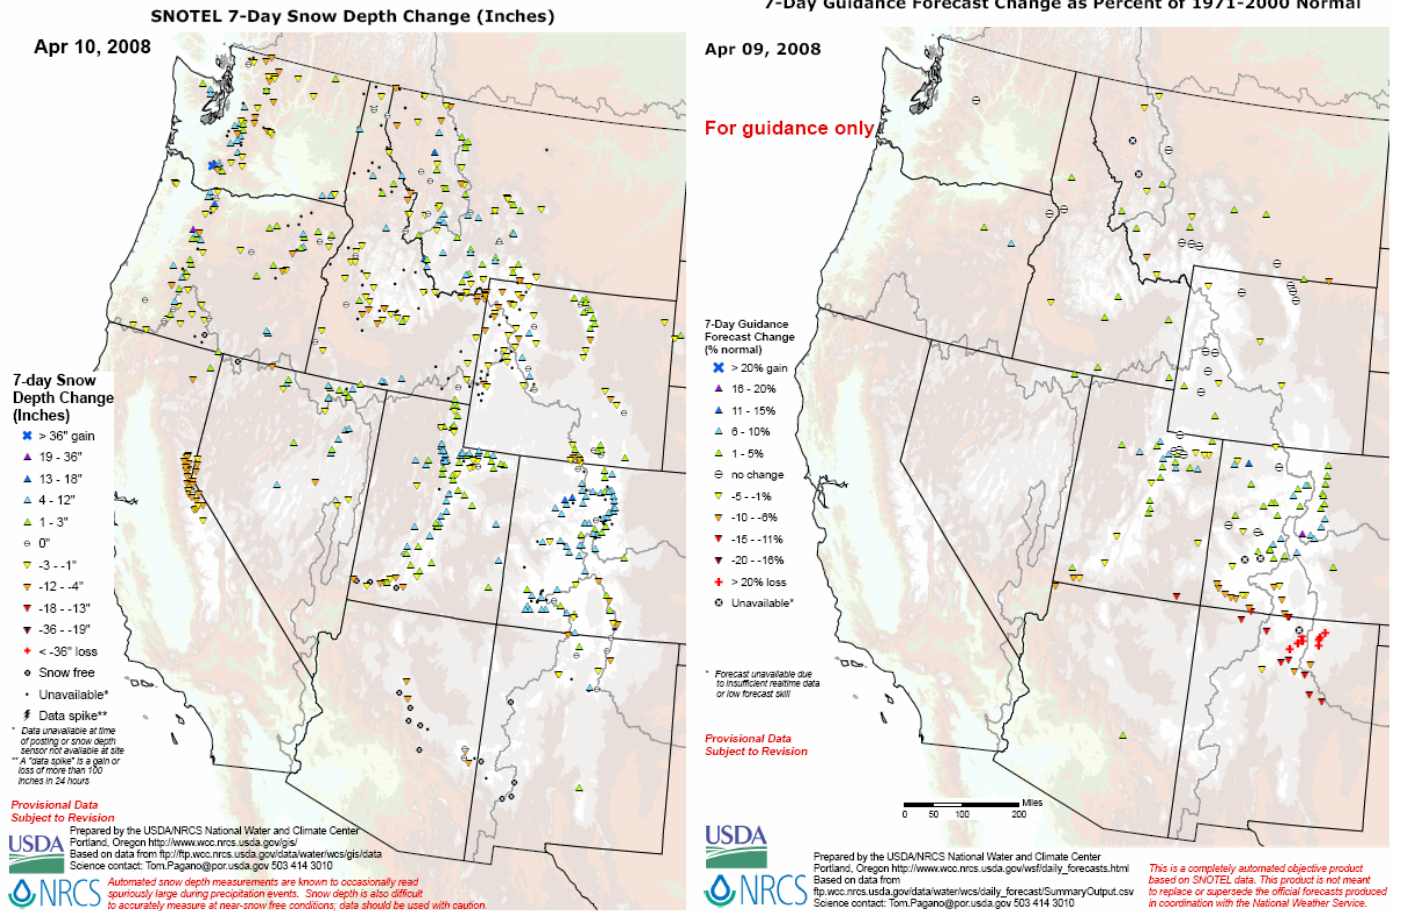 SNOTEL 7-Day Snow Depth Change (Inches)
Apr 10, 2008
7-day Snow
Depth Change
(Inches)
> 36" gain
19 - 36"
13 - 18"
4 - 12"
1 - 3"
0"
-3 - -1"
-12 - -4"
-18 - -13"
-36 - -19"
< -36" loss
Snow free
Unavailable*
Data spike**
* Data unavailable at time
of posting or snow depth
sensor not available at site
** A "data spike" is a gain or
loss of more than 100
inches in 24 hours
Provisional Data
Subject to Revision
USDA
NRCS
Prepared by the USDA/NRCS National Water and Climate Center
Portland, Oregon http://www.wcc.nrcs.usda.gov/gis/
Based on data from ftp://ftp.wcc.nrcs.usda.gov/data/water/wcs/gis/data
Science contact: Tom.Pagano@por.usda.gov 503 414 3010
Automated snow depth measurements are known to occasionally read
spuriously large during precipitation events. Snow depth is also difficult
to accurately measure at near-snow free conditions; data should be used with caution.
7-Day Guidance Forecast Change as Percent of 1971-2000 Normal
Apr 09, 2008
For guidance only
7-Day Guidance
Forecast Change
(% normal)
> 20% gain
16 - 20%
11 - 15%
6 - 10%
1 - 5%
no change
-5 - -1%
-10 - -6%
-15 - -11%
-20 - -16%
> 20% loss
Unavailable*
* Forecast unavailable due
to insufficient realtime data
or low forecast skill
Provisional Data
Subject to Revision
0 50 100 200 Miles
USDA
NRCS
Prepared by the USDA/NRCS National Water and Climate Center
Portland, Oregon http://www.wcc.nrcs.usda.gov/wsf/daily_forecasts.html
Based on data from
ftp.wcc.nrcs.usda.gov/data/water/wcs/daily_forecast/SummaryOutput.csv
Science contact: Tom.Pagano@por.usda.gov 503 414 3010
This is a completely automated objective product
based on SNOTEL data. This product is not meant
to replace or supersede the official forecasts produced
in coordination with the National Weather Service.